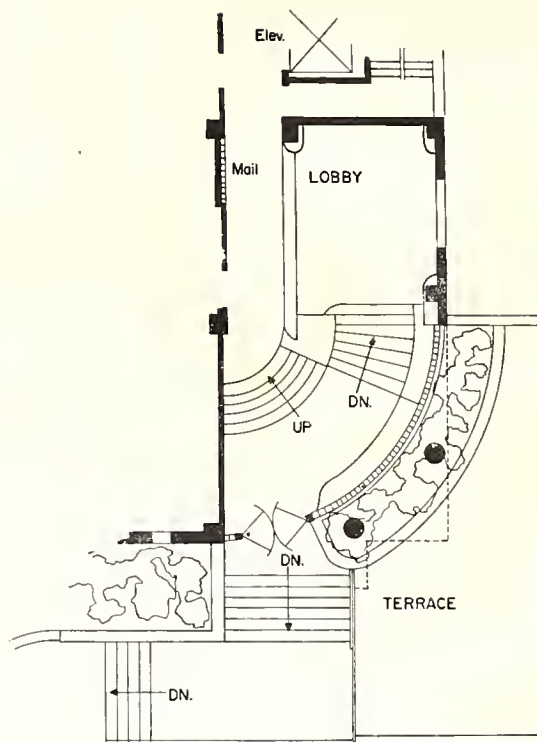 Elev.
Mail
LOBBY
DN.
UP
DN.
TERRACE
DN.